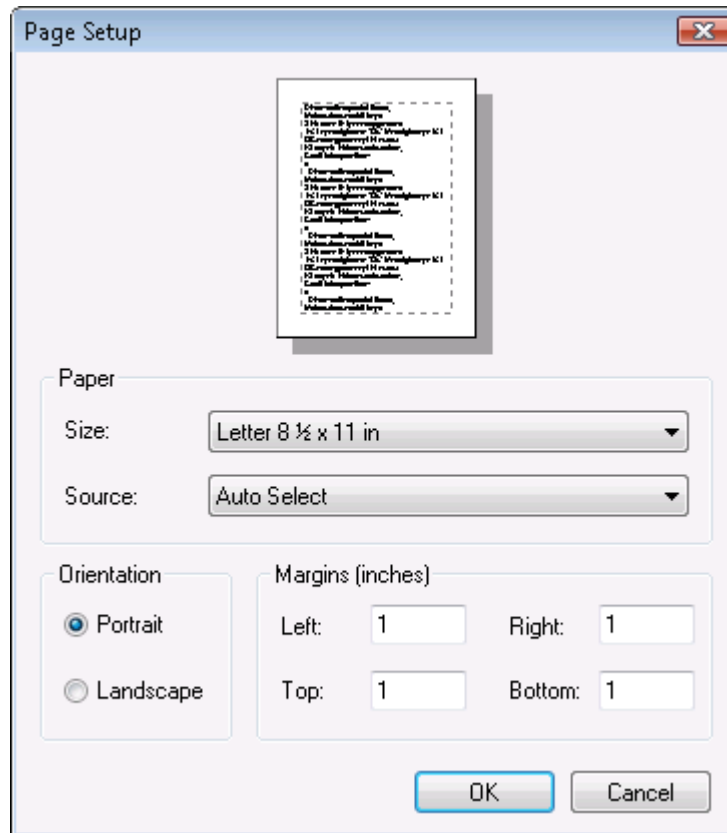 Page Setup
Paper
Size: Letter 8 ½ x 11 in
Source: Auto Select
Orientation
Portrait
Landscape
Margins (inches)
Left: 1 Right: 1
Top: 1 Bottom: 1
OK Cancel